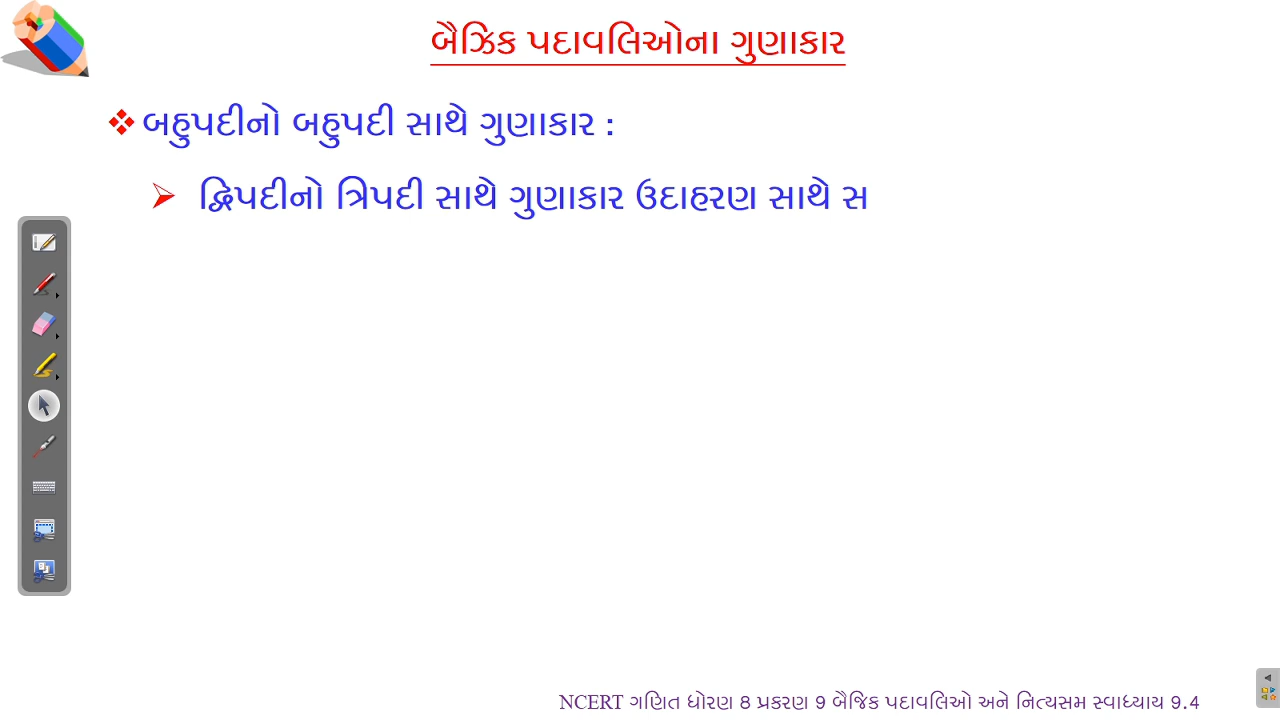 બૈઝિક પદાવલિઓના ગુણાકાર
બહુપદીનો બહુપદી સાથે ગુણાકાર :
દ્વિપદીનો ત્રિપદી સાથે ગુણાકાર ઉદાહરણ સાથે સ
NCERT ગણિત ધોરણ 8 પ્રકરણ 9 બૈજિક પદાવલિઓ અને નિત્યસમ સ્વાધ્યાય 9.4